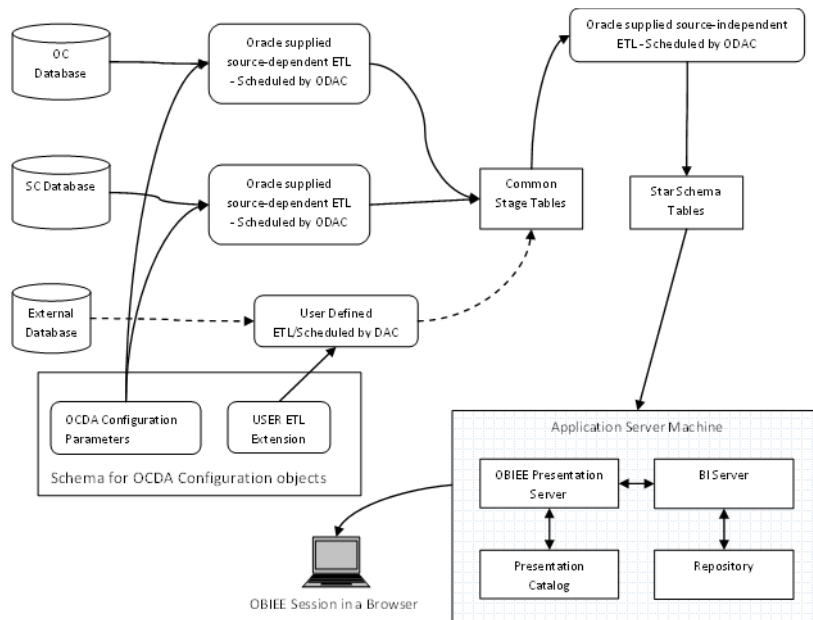 OC
Database
Oracle supplied
source-dependent ETL
- Scheduled by ODAC
Oracle supplied source-independent
ETL - Scheduled by ODAC
SC Database
Oracle supplied
source-dependent ETL
- Scheduled by ODAC
Common
Stage Tables
Star Schema
Tables
External
Database
User Defined
ETL/Scheduled by DAC
OCDA Configuration
Parameters
USER ETL
Extension
Schema for OCDA Configuration objects
Application Server Machine
OBIEE Presentation
Server
BI Server
Presentation
Catalog
Repository
OBIEE Session in a Browser